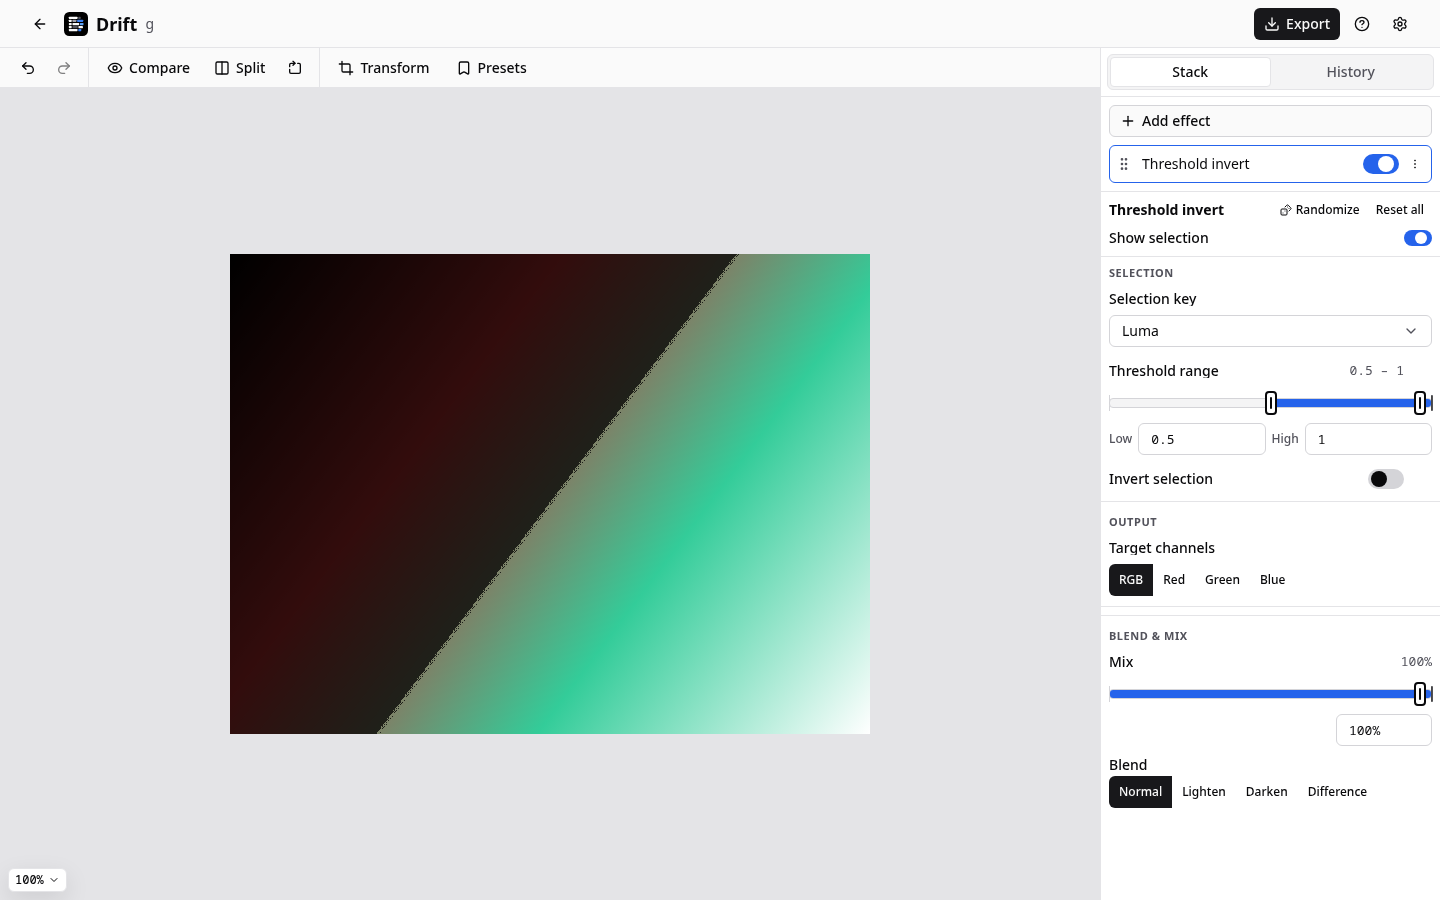 Drift g
Export
Compare
Split
Transform
Presets
Stack
History
Add effect
Threshold invert
Threshold invert
Randomize
Reset all
Show selection
SELECTION
Selection key
Luma
Threshold range
0.5 – 1
Low
0.5
High
1
Invert selection
OUTPUT
Target channels
RGB
Red
Green
Blue
BLEND & MIX
Mix
100%
100%
Blend
Normal
Lighten
Darken
Difference
100%